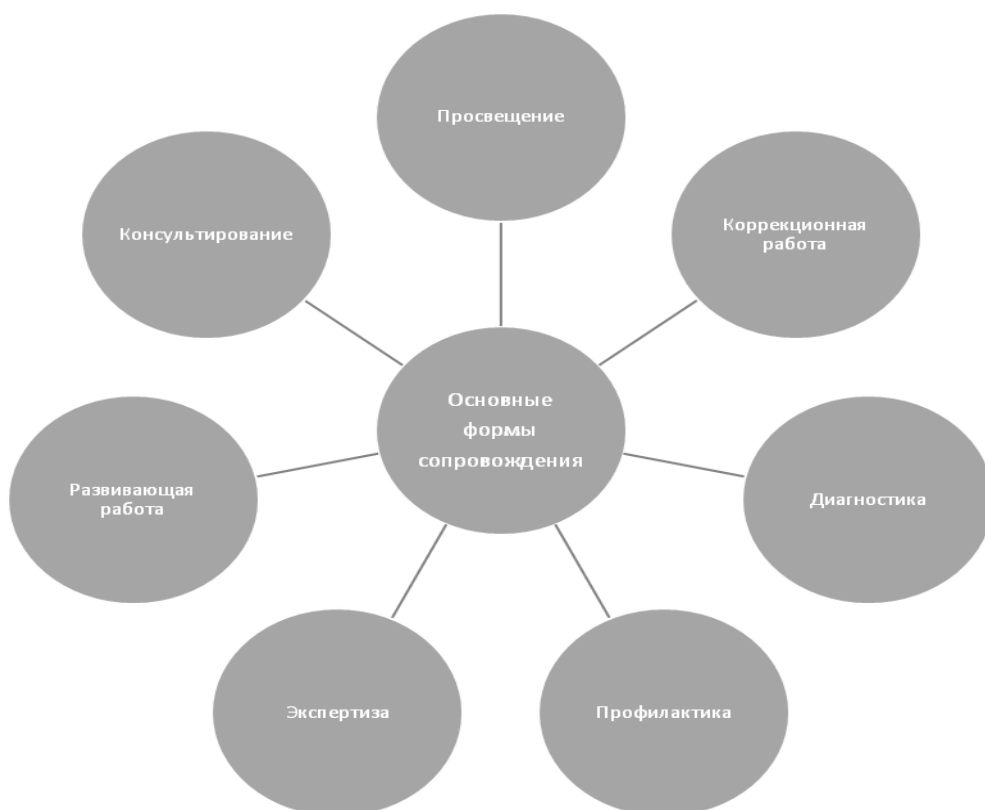 Просвещение
Консультирование
Коррекционная
работа
Основные
формы
сопровождения
Развивающая
работа
Диагностика
Экспертиза
Профилактика